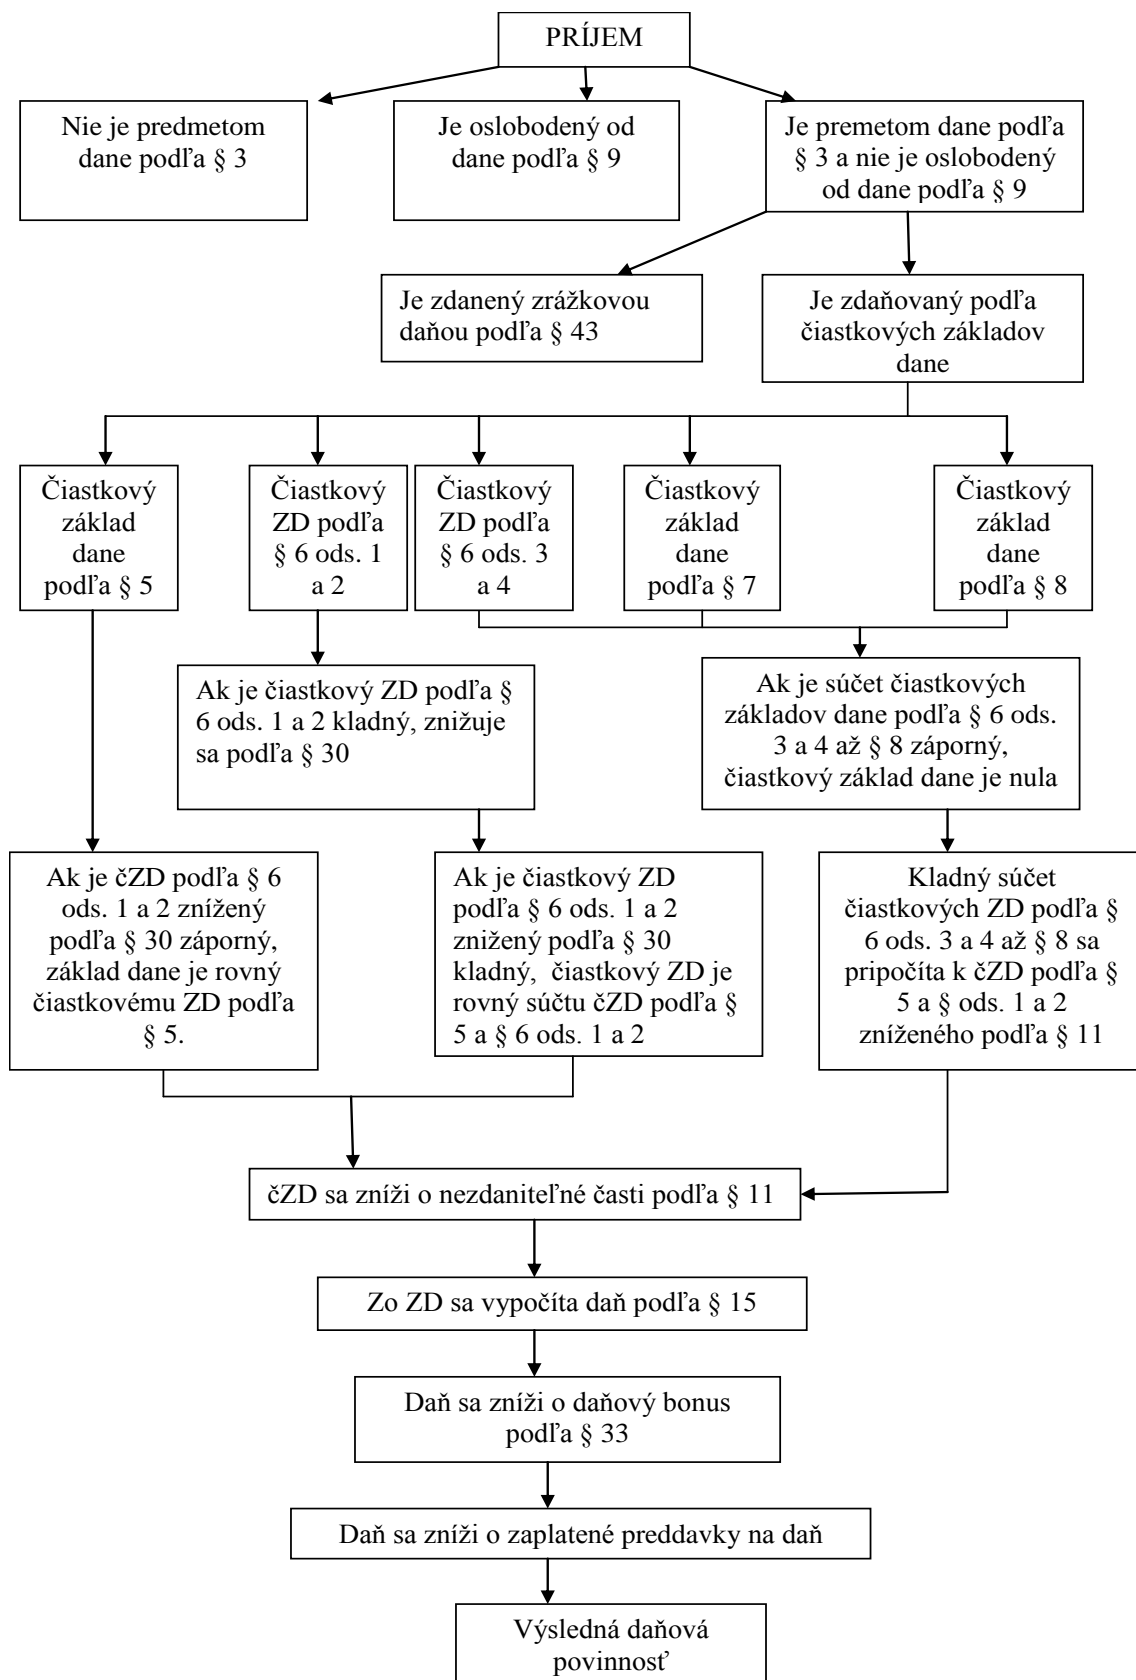 PRÍJEM
Nie je predmetom
dane podľa § 3
Je oslobodený od
dane podľa § 9
Je premetom dane podľa
§ 3 a nie je oslobodený
od dane podľa § 9
Je zdanený zrážkovou
daňou podľa § 43
Je zdaňovaný podľa
čiastkových základov
dane
Čiastkový
základ
dane
podľa § 5
Čiastkový
ZD podľa
§ 6 ods. 1
a 2
Čiastkový
ZD podľa
§ 6 ods. 3
a 4
Čiastkový
základ
dane
podľa § 7
Čiastkový
základ
dane
podľa § 8
Ak je čiastkový ZD podľa §
6 ods. 1 a 2 kladný, znižuje
sa podľa § 30
Ak je súčet čiastkových
základov dane podľa § 6 ods.
3 a 4 až § 8 záporný,
čiastkový základ dane je nula
Ak je čZD podľa § 6
ods. 1 a 2 znížený
podľa § 30 záporný,
základ dane je rovný
čiastkovému ZD podľa
§ 5.
Ak je čiastkový ZD
podľa § 6 ods. 1 a 2
znižený podľa § 30
kladný, čiastkový ZD je
rovný súčtu čZD podľa §
5 a § 6 ods. 1 a 2
Kladný súčet
čiastkových ZD podľa §
6 ods. 3 a 4 až § 8 sa
pripočíta k čZD podľa §
5 a § ods. 1 a 2
zníženého podľa § 11
čZD sa zníži o nezdaniteľné časti podľa § 11
Zo ZD sa vypočíta daň podľa § 15
Daň sa zníži o daňový bonus
podľa § 33
Daň sa zníži o zaplatené preddavky na daň
Výsledná daňová
povinnosť